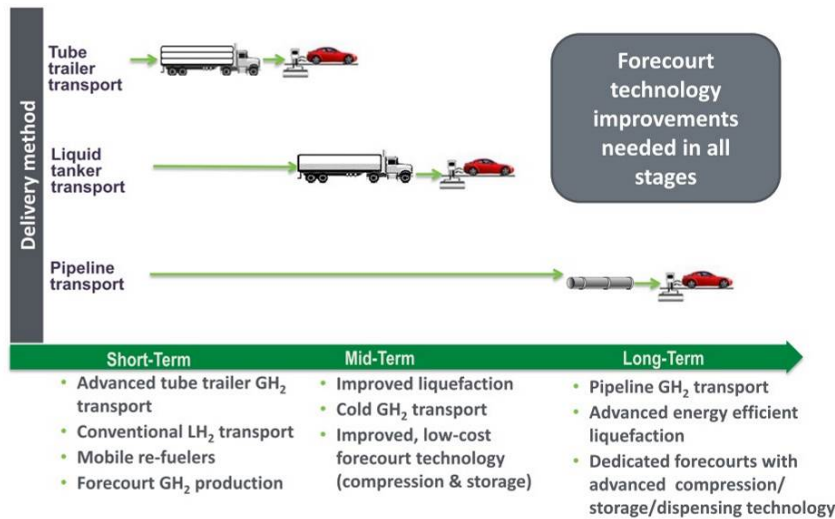 Delivery method
Tube
trailer
transport
Liquid
tanker
transport
Pipeline
transport
Forecourt
technology
improvements
needed in all
stages
Short-Term
• Advanced tube trailer GH₂
transport
• Conventional LH₂ transport
• Mobile re-fuelers
• Forecourt GH₂ production
Mid-Term
• Improved liquefaction
• Cold GH₂ transport
• Improved, low-cost
forecourt technology
(compression & storage)
Long-Term
• Pipeline GH₂ transport
• Advanced energy efficient
liquefaction
• Dedicated forecourts with
advanced compression/
storage/dispensing technology